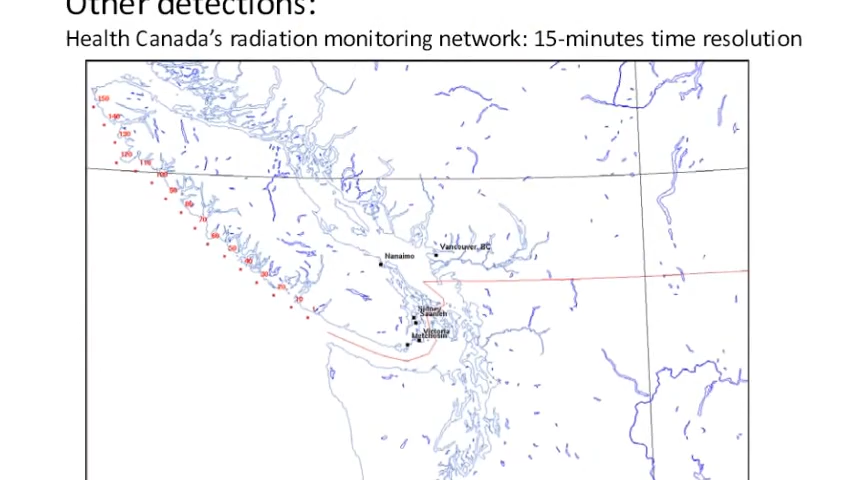 Other detections:
Health Canada's radiation monitoring network: 15-minutes time resolution
150
140
130
120
110
100
90
80
70
60
50
40
30
20
10
Vancouver, BC
Nanaimo
Sidney
Saanich
Victoria
Metchosin